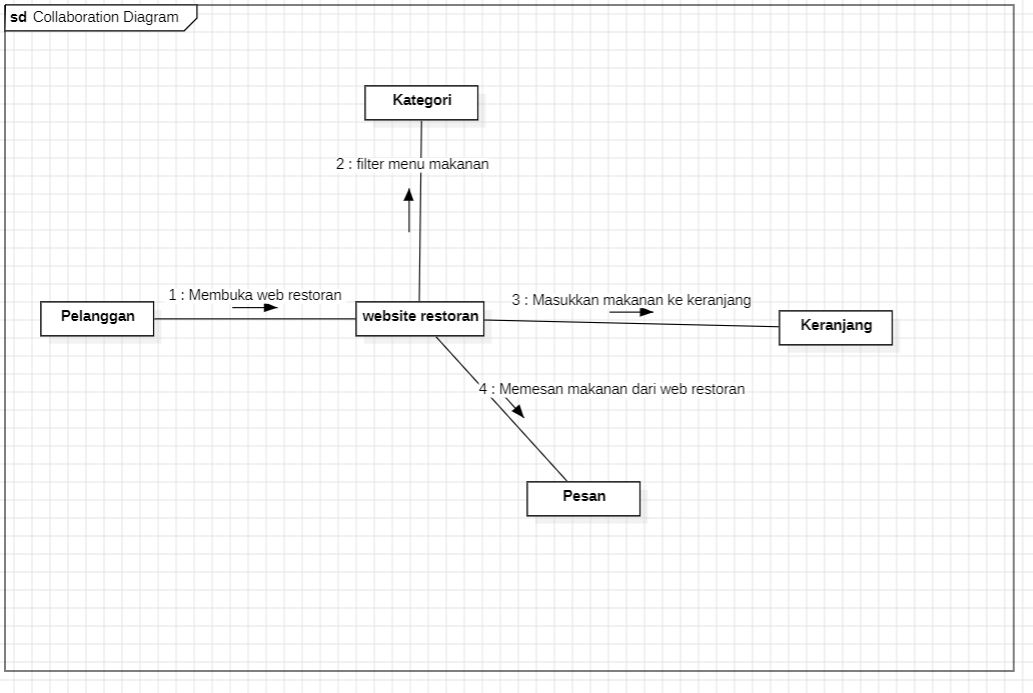 sd Collaboration Diagram
Kategori
2 : filter menu makanan
1 : Membuka web restoran
Pelanggan
website restoran
3 : Masukkan makanan ke keranjang
Keranjang
4 : Memesan makanan dari web restoran
Pesan